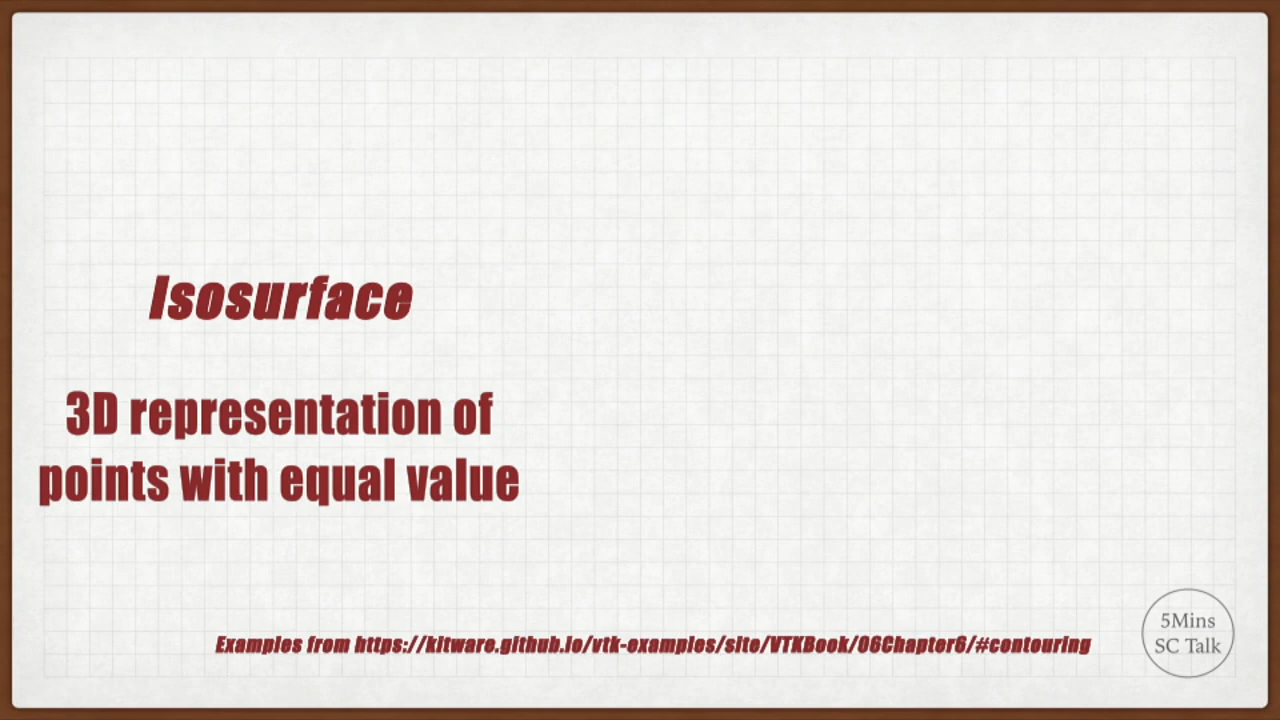 Isosurface
3D representation of
points with equal value
Examples from https://kitware.github.io/vtk-examples/site/VTKBook/06Chapter6/#contouring
5Mins
SC Talk